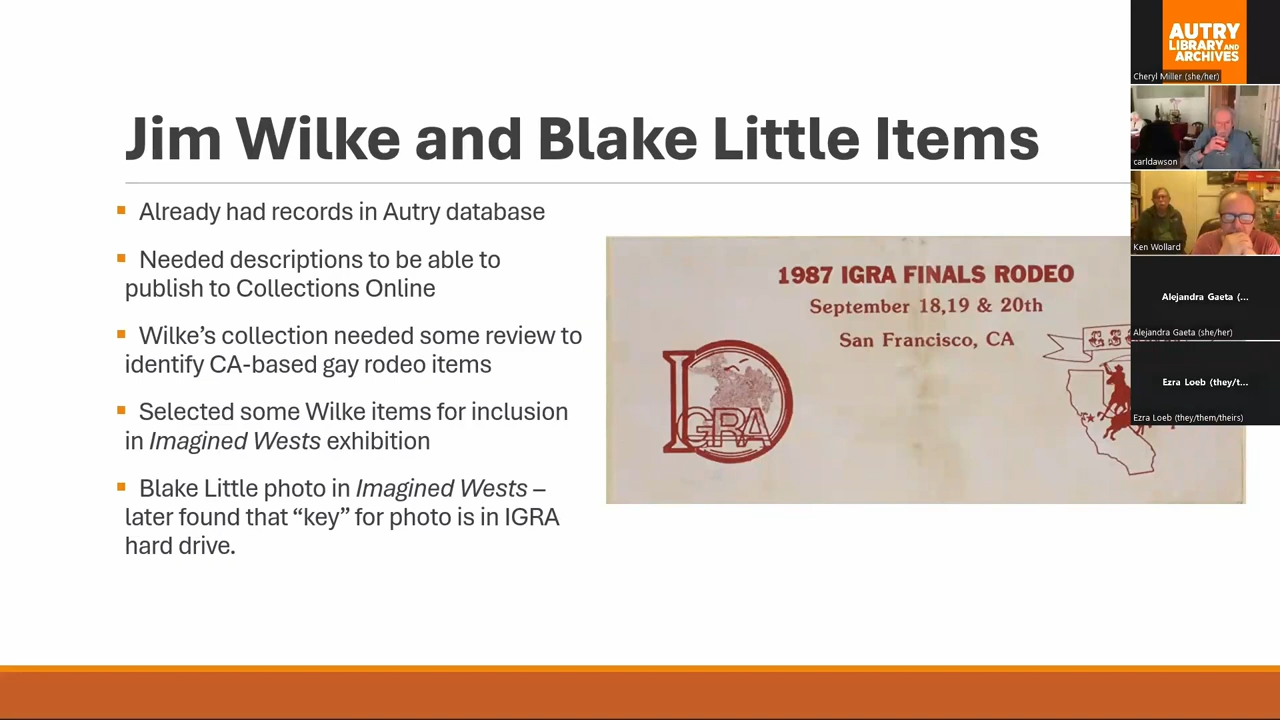 Jim Wilke and Blake Little Items
Already had records in Autry database
Needed descriptions to be able to
publish to Collections Online
Wilke’s collection needed some review to
identify CA-based gay rodeo items
Selected some Wilke items for inclusion
in Imagined Wests exhibition
Blake Little photo in Imagined Wests –
later found that “key” for photo is in IGRA
hard drive.
1987 IGRA FINALS RODEO
September 18,19 & 20th
San Francisco, CA
IGRA
AUTRY
LIBRARY AND
ARCHIVES
Cheryl Miller (she/her)
carldawson
Ken Wollard
Alejandra Gaeta (...
Alejandra Gaeta (she/her)
Ezra Loeb (they/t...
Ezra Loeb (they/them/theirs)